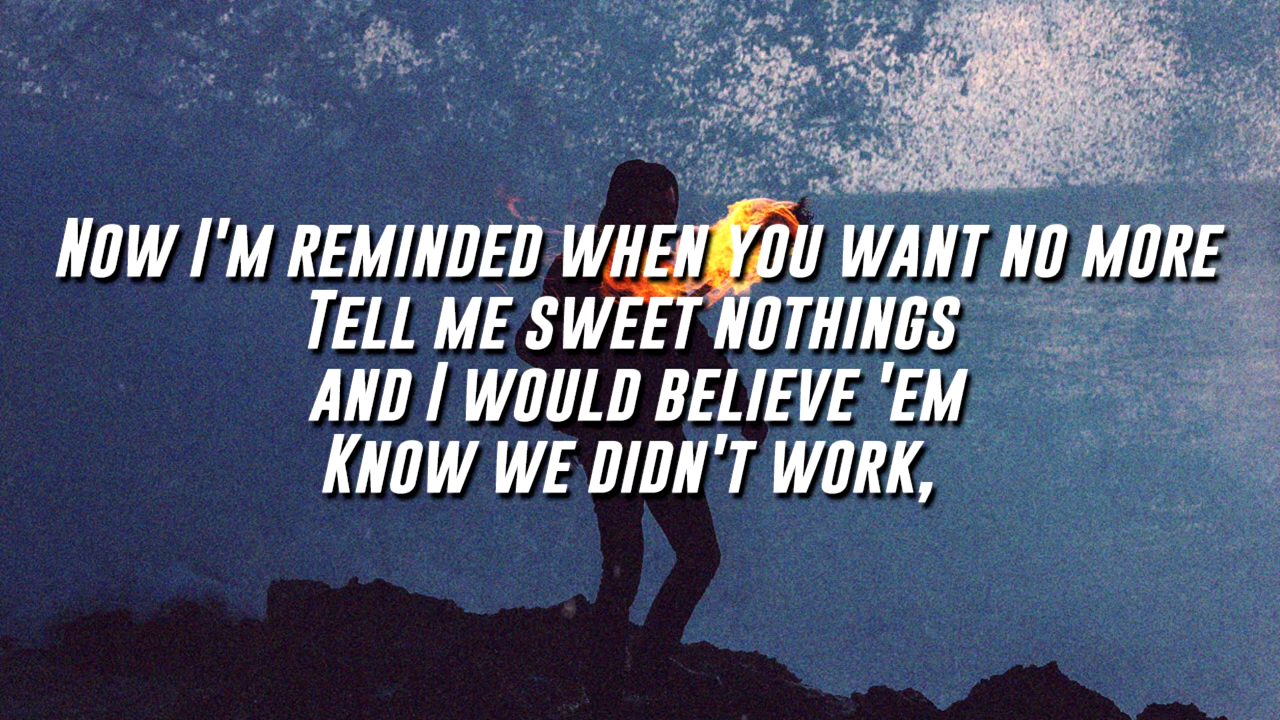 Now I'm reminded when you want no more
Tell me sweet nothings
and I would believe 'em
Know we didn't work,